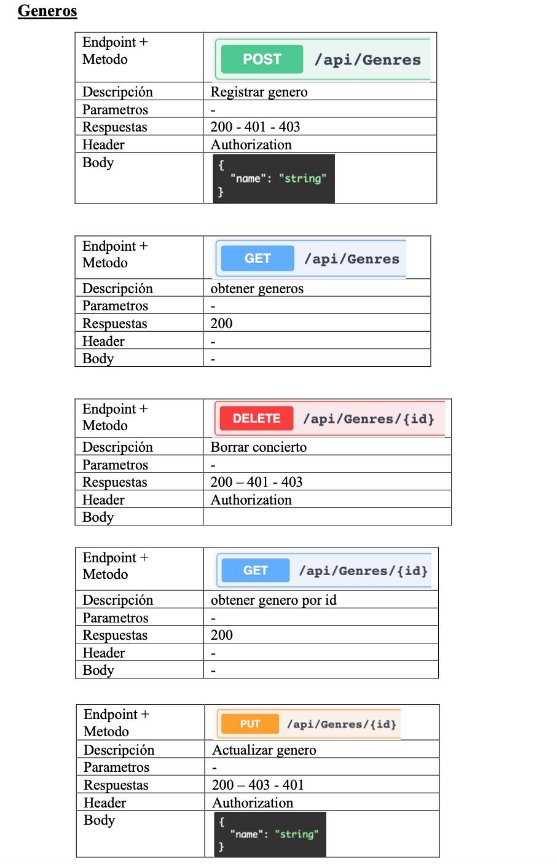 Generos
Endpoint +
Metodo
POST /api/Genres
Descripción Registrar genero
Parametros -
Respuestas 200 - 401 - 403
Header Authorization
Body {
"name": "string"
}
Endpoint +
Metodo
GET /api/Genres
Descripción obtener generos
Parametros -
Respuestas 200
Header -
Body -
Endpoint +
Metodo
DELETE /api/Genres/{id}
Descripción Borrar concierto
Parametros -
Respuestas 200 – 401 - 403
Header Authorization
Body
Endpoint +
Metodo
GET /api/Genres/{id}
Descripción obtener genero por id
Parametros -
Respuestas 200
Header -
Body -
Endpoint +
Metodo
PUT /api/Genres/{id}
Descripción Actualizar genero
Parametros -
Respuestas 200 – 403 - 401
Header Authorization
Body {
"name": "string"
}